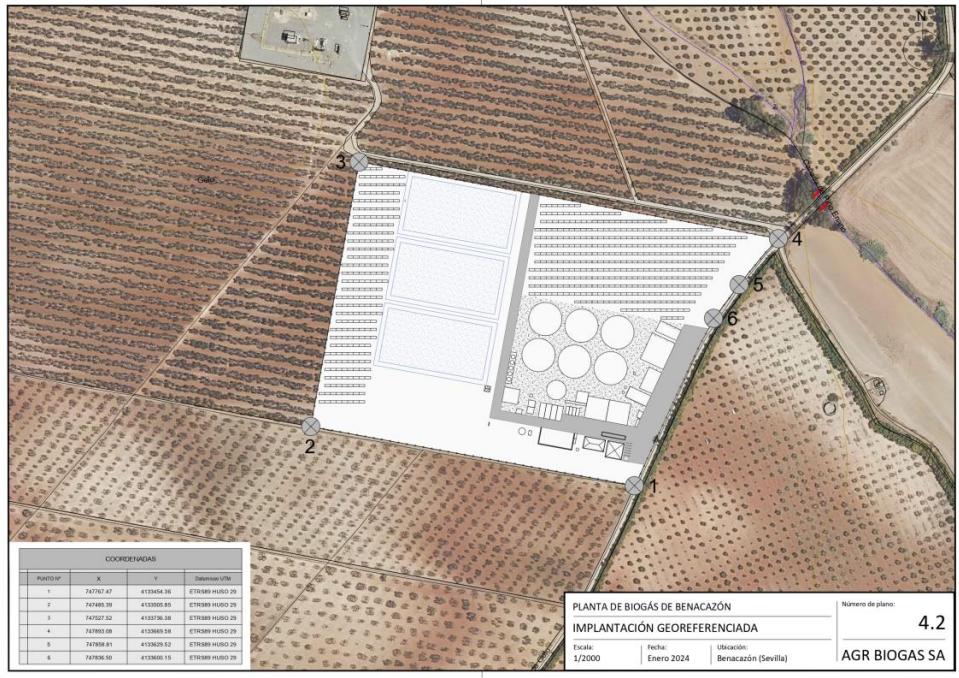 N
3
4
5
6
2
1
COORDENADAS
PUNTO Nº X Y UTM
1 747767.47 4133454.36 ETRS89 HUSO 29
2 747485.39 4133505.85 ETRS89 HUSO 29
3 747527.52 4133736.38 ETRS89 HUSO 29
4 747893.08 4133669.58 ETRS89 HUSO 29
5 747858.81 4133629.52 ETRS89 HUSO 29
6 747836.50 4133600.15 ETRS89 HUSO 29
PLANTA DE BIOGÁS DE BENACAZÓN
IMPLANTACIÓN GEOREFERENCIADA
Escala:
1/2000
Fecha:
Enero 2024
Ubicación:
Benacazón (Sevilla)
Número de plano:
4.2
AGR BIOGAS SA